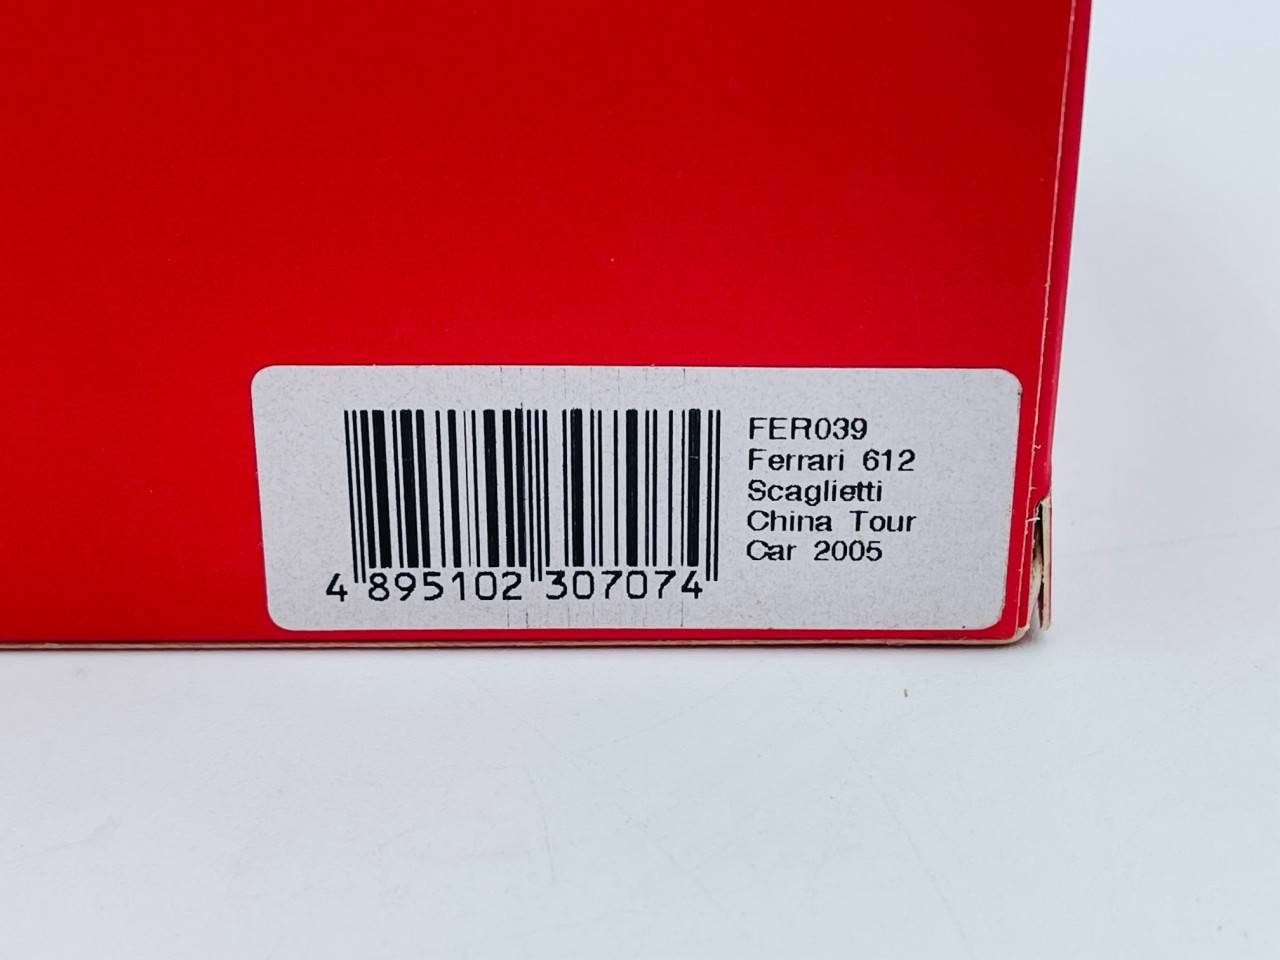 FER039
Ferrari 612
Scaglietti
China Tour
Car 2005
4 895102 307074